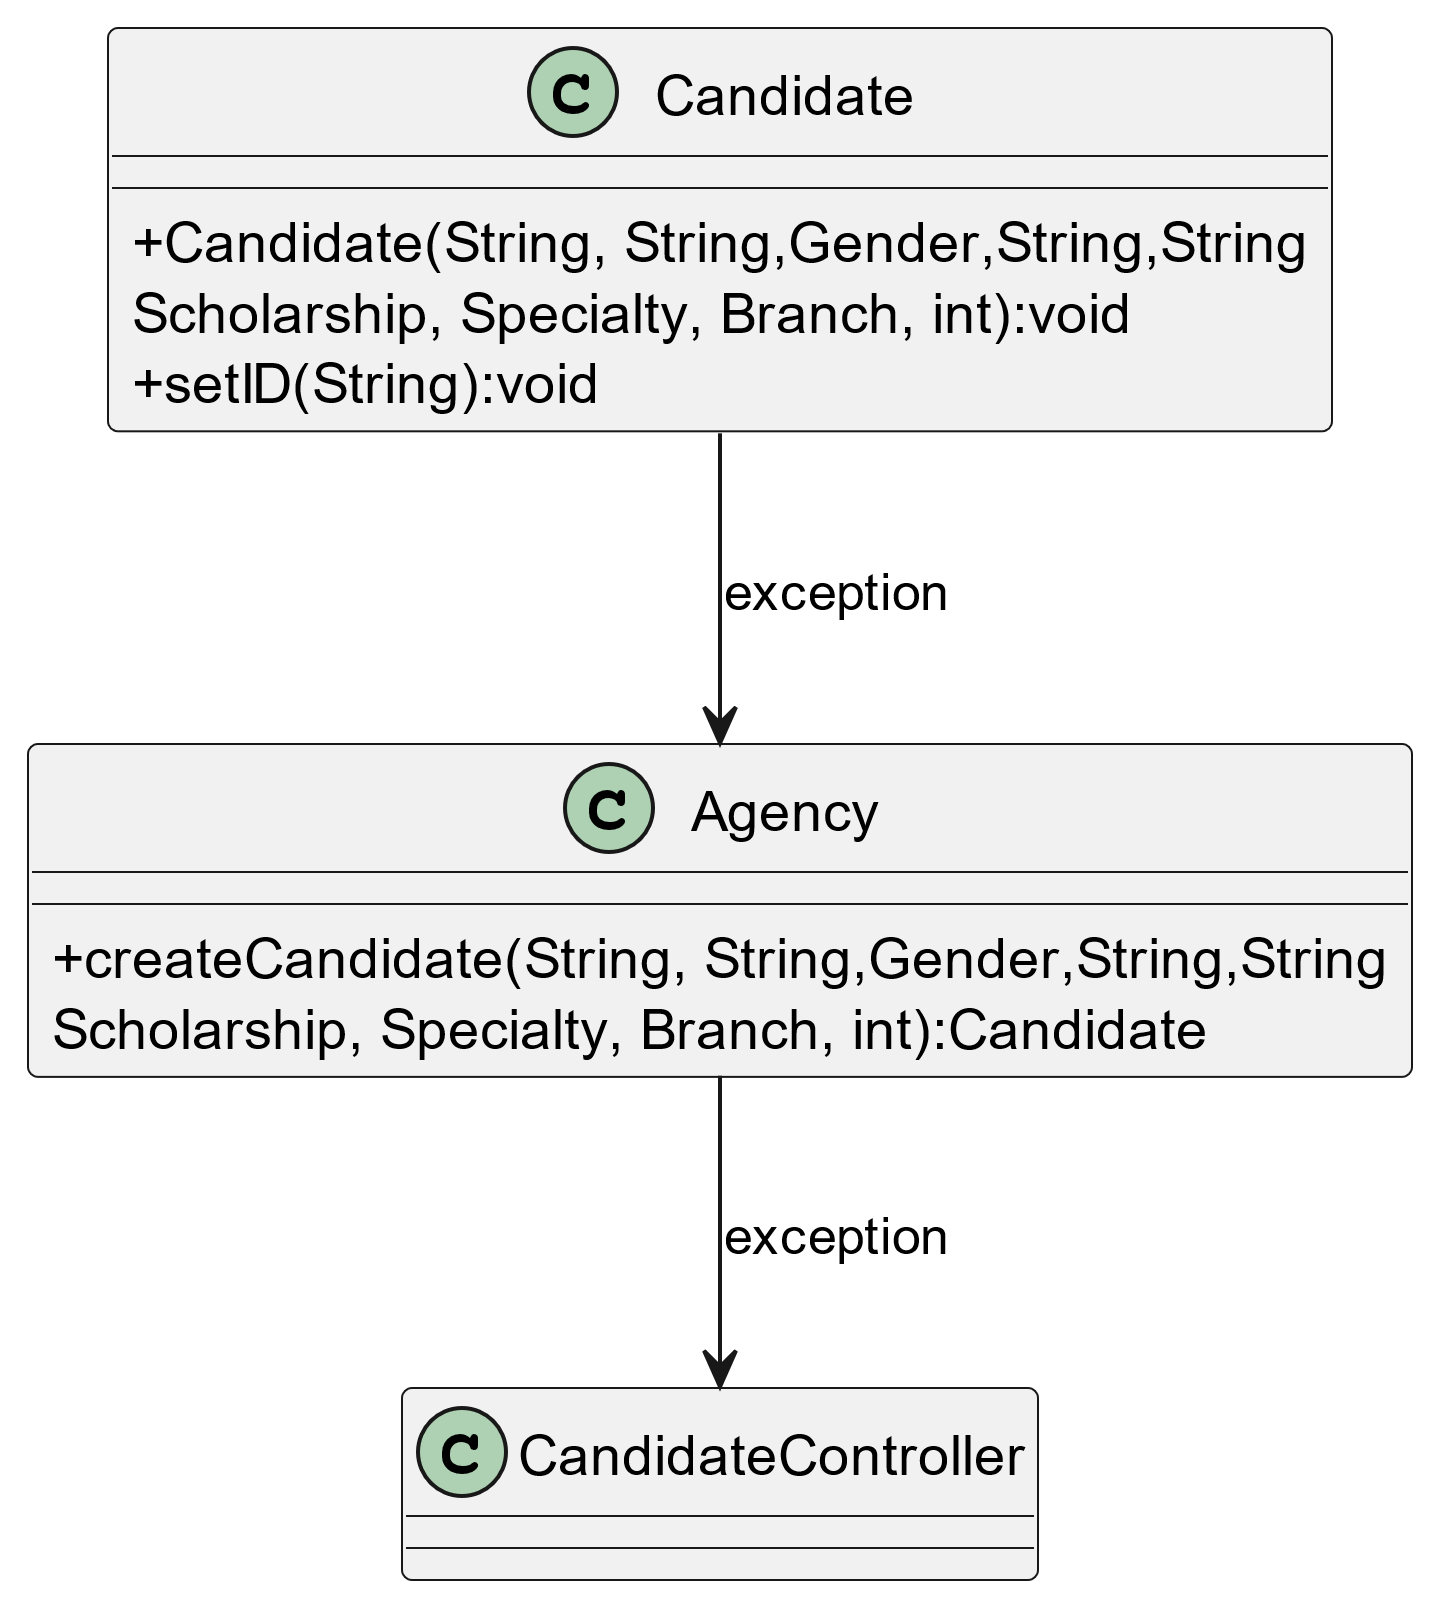 C Candidate
+Candidate(String, String,Gender,String,String
Scholarship, Specialty, Branch, int):void
+setID(String):void
exception
C Agency
+createCandidate(String, String,Gender,String,String
Scholarship, Specialty, Branch, int):Candidate
exception
C CandidateController